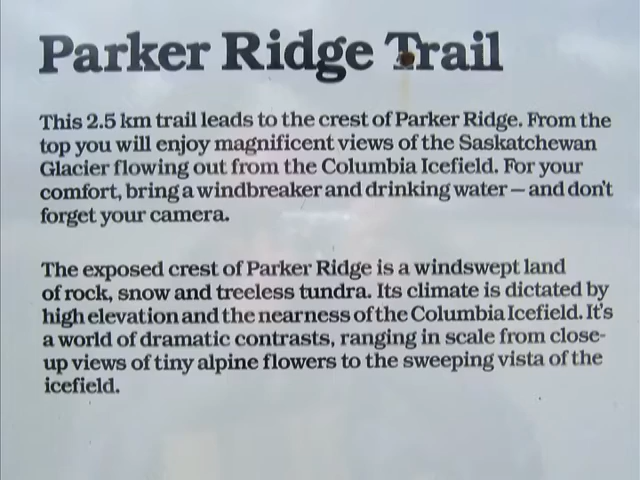 Parker Ridge Trail
This 2.5 km trail leads to the crest of Parker Ridge. From the
top you will enjoy magnificent views of the Saskatchewan
Glacier flowing out from the Columbia Icefield. For your
comfort, bring a windbreaker and drinking water – and don't
forget your camera.
The exposed crest of Parker Ridge is a windswept land
of rock, snow and treeless tundra. Its climate is dictated by
high elevation and the nearness of the Columbia Icefield. It's
a world of dramatic contrasts, ranging in scale from close-
up views of tiny alpine flowers to the sweeping vista of the
icefield.